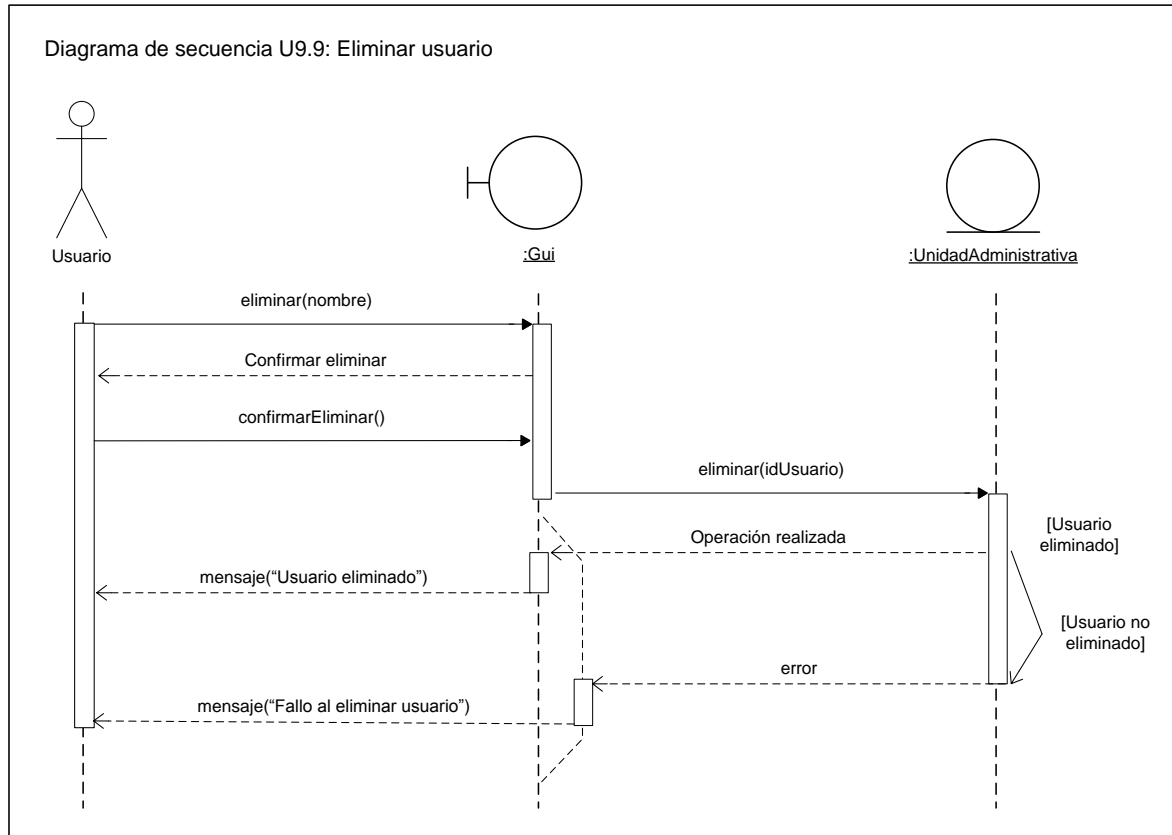 Diagrama de secuencia U9.9: Eliminar usuario
Usuario
:Gui
:UnidadAdministrativa
eliminar(nombre)
Confirmar eliminar
confirmarEliminar()
eliminar(idUsuario)
[Usuario
eliminado]
Operación realizada
mensaje(“Usuario eliminado”)
[Usuario no
eliminado]
error
mensaje(“Fallo al eliminar usuario”)